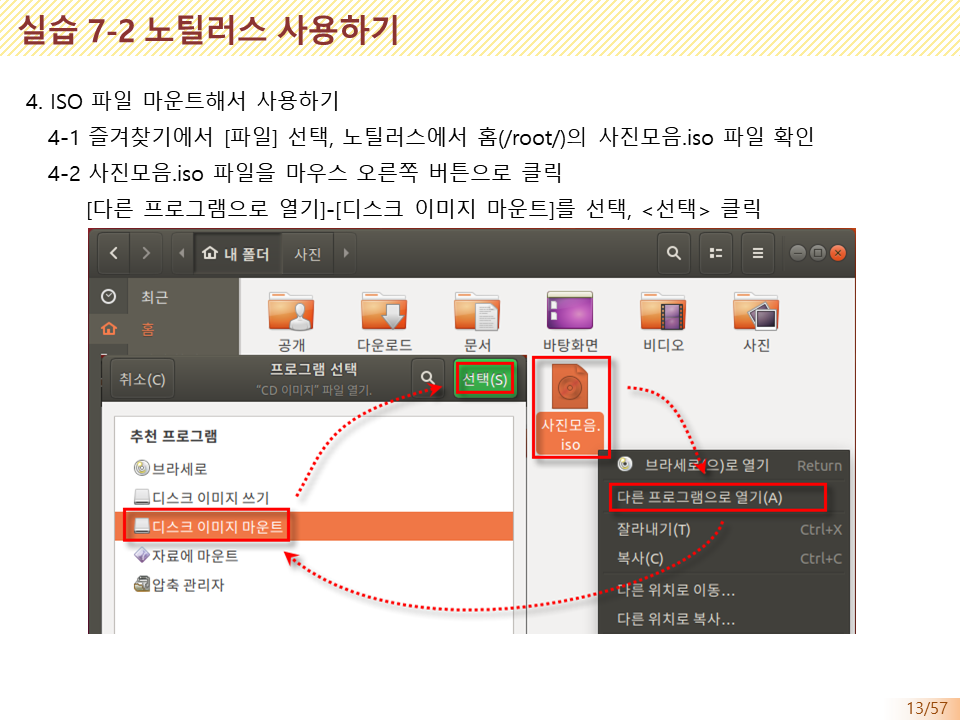 실습 7-2 노틸러스 사용하기
4. ISO 파일 마운트해서 사용하기
4-1 즐겨찾기에서 [파일] 선택, 노틸러스에서 홈(/root/)의 사진모음.iso 파일 확인
4-2 사진모음.iso 파일을 마우스 오른쪽 버튼으로 클릭
[다른 프로그램으로 열기]-[디스크 이미지 마운트]를 선택, <선택> 클릭
내 폴더 사진
최근
홈
공개 다운로드 문서 바탕화면 비디오 사진
취소(C) 프로그램 선택 선택(S)
"CD 이미지" 파일 열기.
사진모음.
iso
추천 프로그램
브라세로
디스크 이미지 쓰기
디스크 이미지 마운트
자료에 마운트
압축 관리자
브라세로(으)로 열기 Return
다른 프로그램으로 열기(A)
잘라내기(T) Ctrl+X
복사(C) Ctrl+C
다른 위치로 이동...
다른 위치로 복사...
13/57